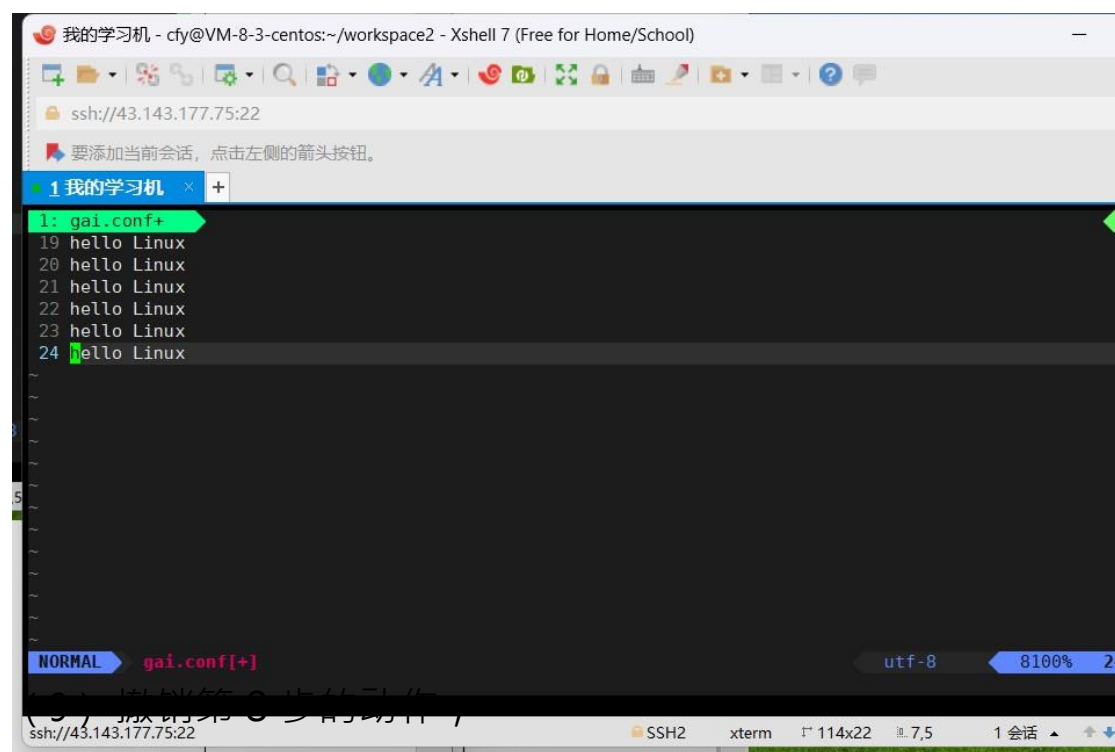 我的学习机 - cfy@VM-8-3-centos:~/workspace2 - Xshell 7 (Free for Home/School)
ssh://43.143.177.75:22
要添加当前会话，点击左侧的箭头按钮。
1 我的学习机 × +
1: gai.conf+
19 hello Linux
20 hello Linux
21 hello Linux
22 hello Linux
23 hello Linux
24 hello Linux
~
~
~
~
~
~
~
~
~
~
~
~
~
NORMAL gai.conf[+] utf-8 8100% 2
ssh://43.143.177.75:22 SSH2 xterm 114x22 7,5 1 会话